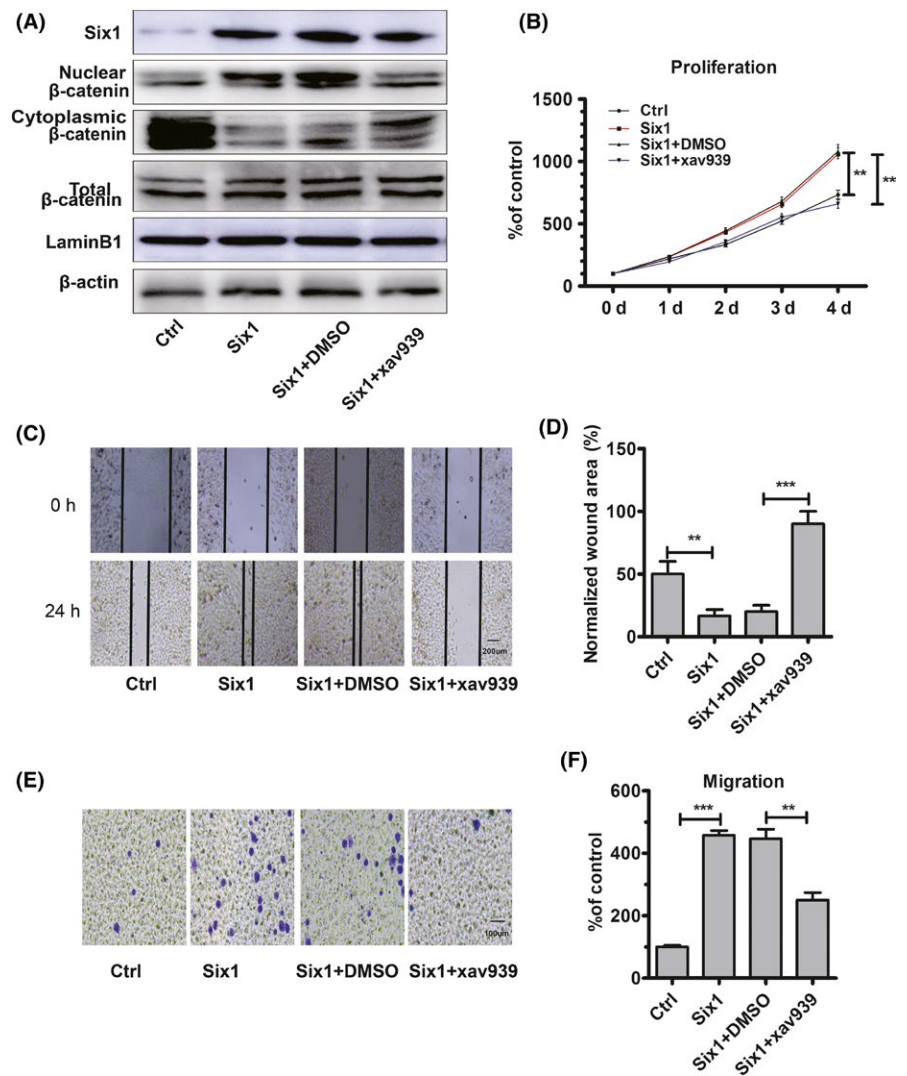 (A)
Six1
Nuclear
β-catenin
Cytoplasmic
β-catenin
Total
β-catenin
LaminB1
β-actin
Ctrl
Six1
Six1+DMSO
Six1+xav939
(B)
Proliferation
%of control
1500
1000
500
0
Ctrl
Six1
Six1+DMSO
Six1+xav939
**
**
0 d 1 d 2 d 3 d 4 d
(C)
0 h
24 h
200um
Ctrl Six1 Six1+DMSO Six1+xav939
(D)
Normalized wound area (%)
150
100
50
0
**
***
Ctrl
Six1
Six1+DMSO
Six1+xav939
(E)
100um
Ctrl Six1 Six1+DMSO Six1+xav939
(F)
Migration
%of control
600
400
200
0
***
**
Ctrl
Six1
Six1+DMSO
Six1+xav939